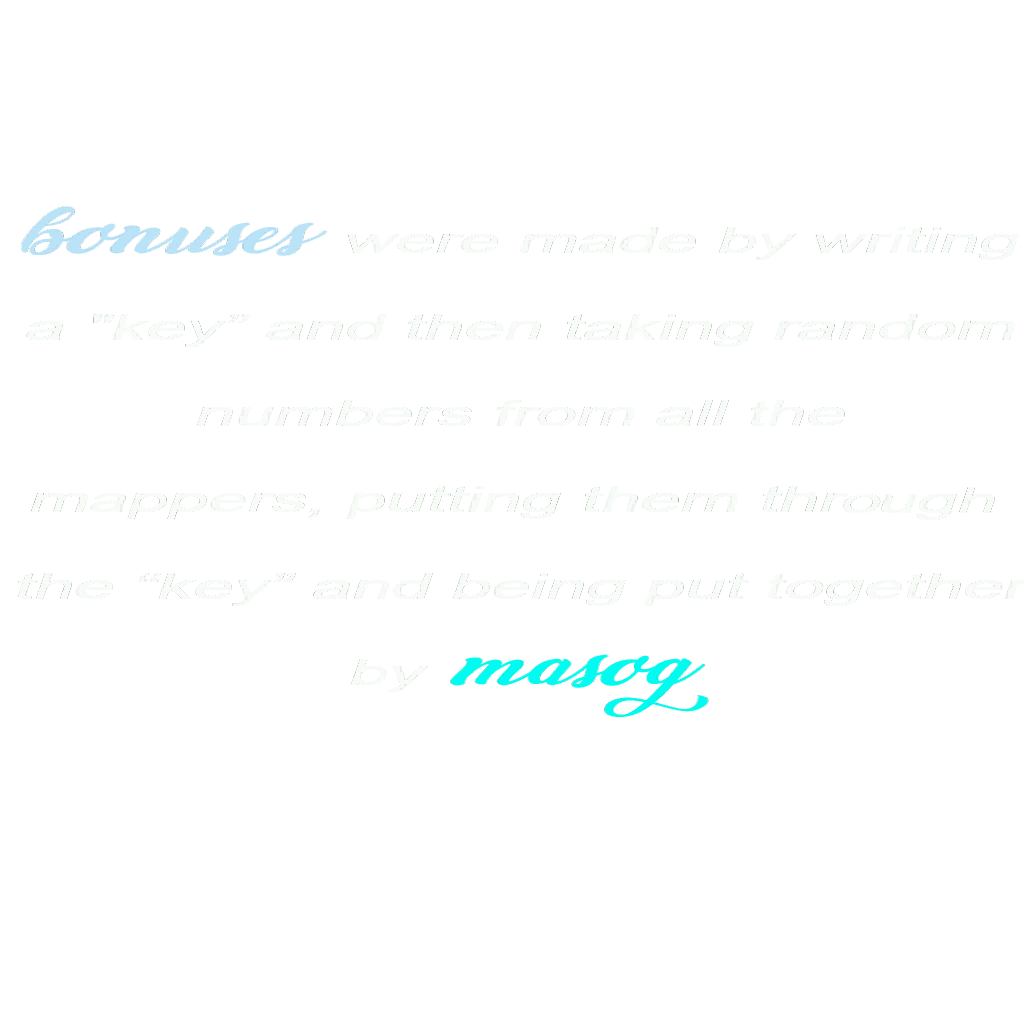 bonuses were made by writing
a “key” and then taking random
numbers from all the
mappers, putting them through
the “key” and being put together
by masog